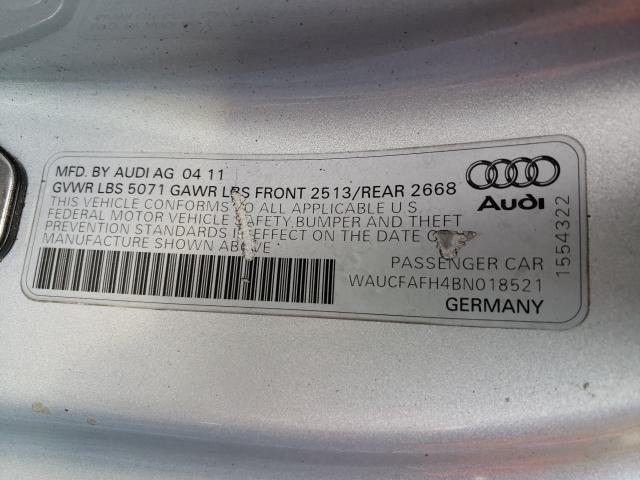 MFD. BY AUDI AG 04 11
GVWR LBS 5071 GAWR LBS FRONT 2513/REAR 2668
THIS VEHICLE CONFORMS TO ALL APPLICABLE U.S.
FEDERAL MOTOR VEHICLE SAFETY, BUMPER AND THEFT
PREVENTION STANDARDS IN EFFECT ON THE DATE
MANUFACTURE SHOWN ABOVE
Audi
1554322
PASSENGER CAR
WAUCFAFH4BN018521
GERMANY